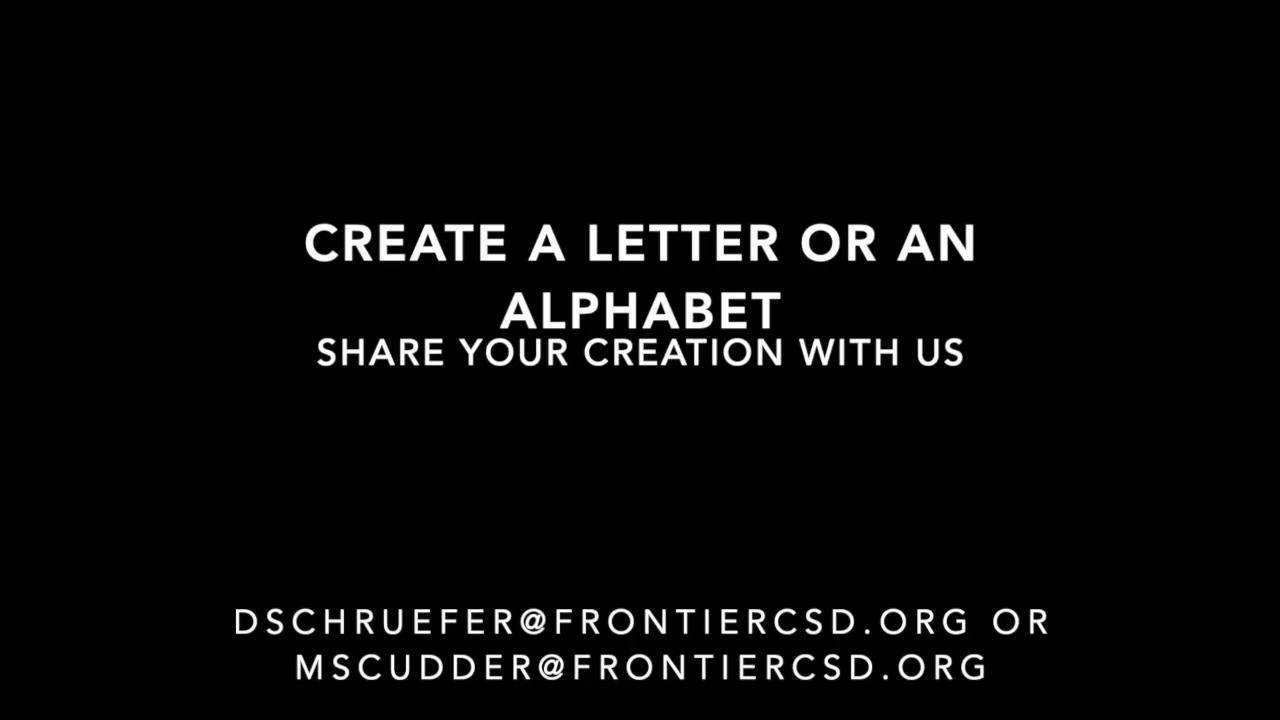 CREATE A LETTER OR AN
ALPHABET
SHARE YOUR CREATION WITH US
DSCHRUEFER@FRONTIERCSD.ORG OR
MSCUDDER@FRONTIERCSD.ORG